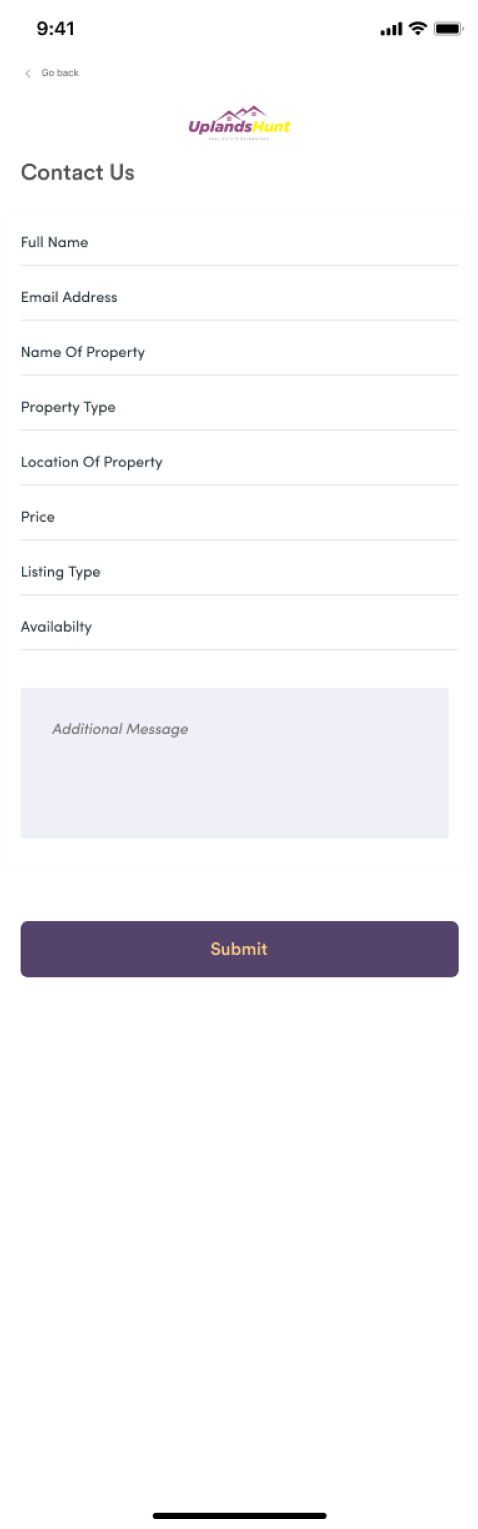 9:41
Go back
UplandsHunt
Contact Us
Full Name
Email Address
Name Of Property
Property Type
Location Of Property
Price
Listing Type
Availabilty
Additional Message
Submit